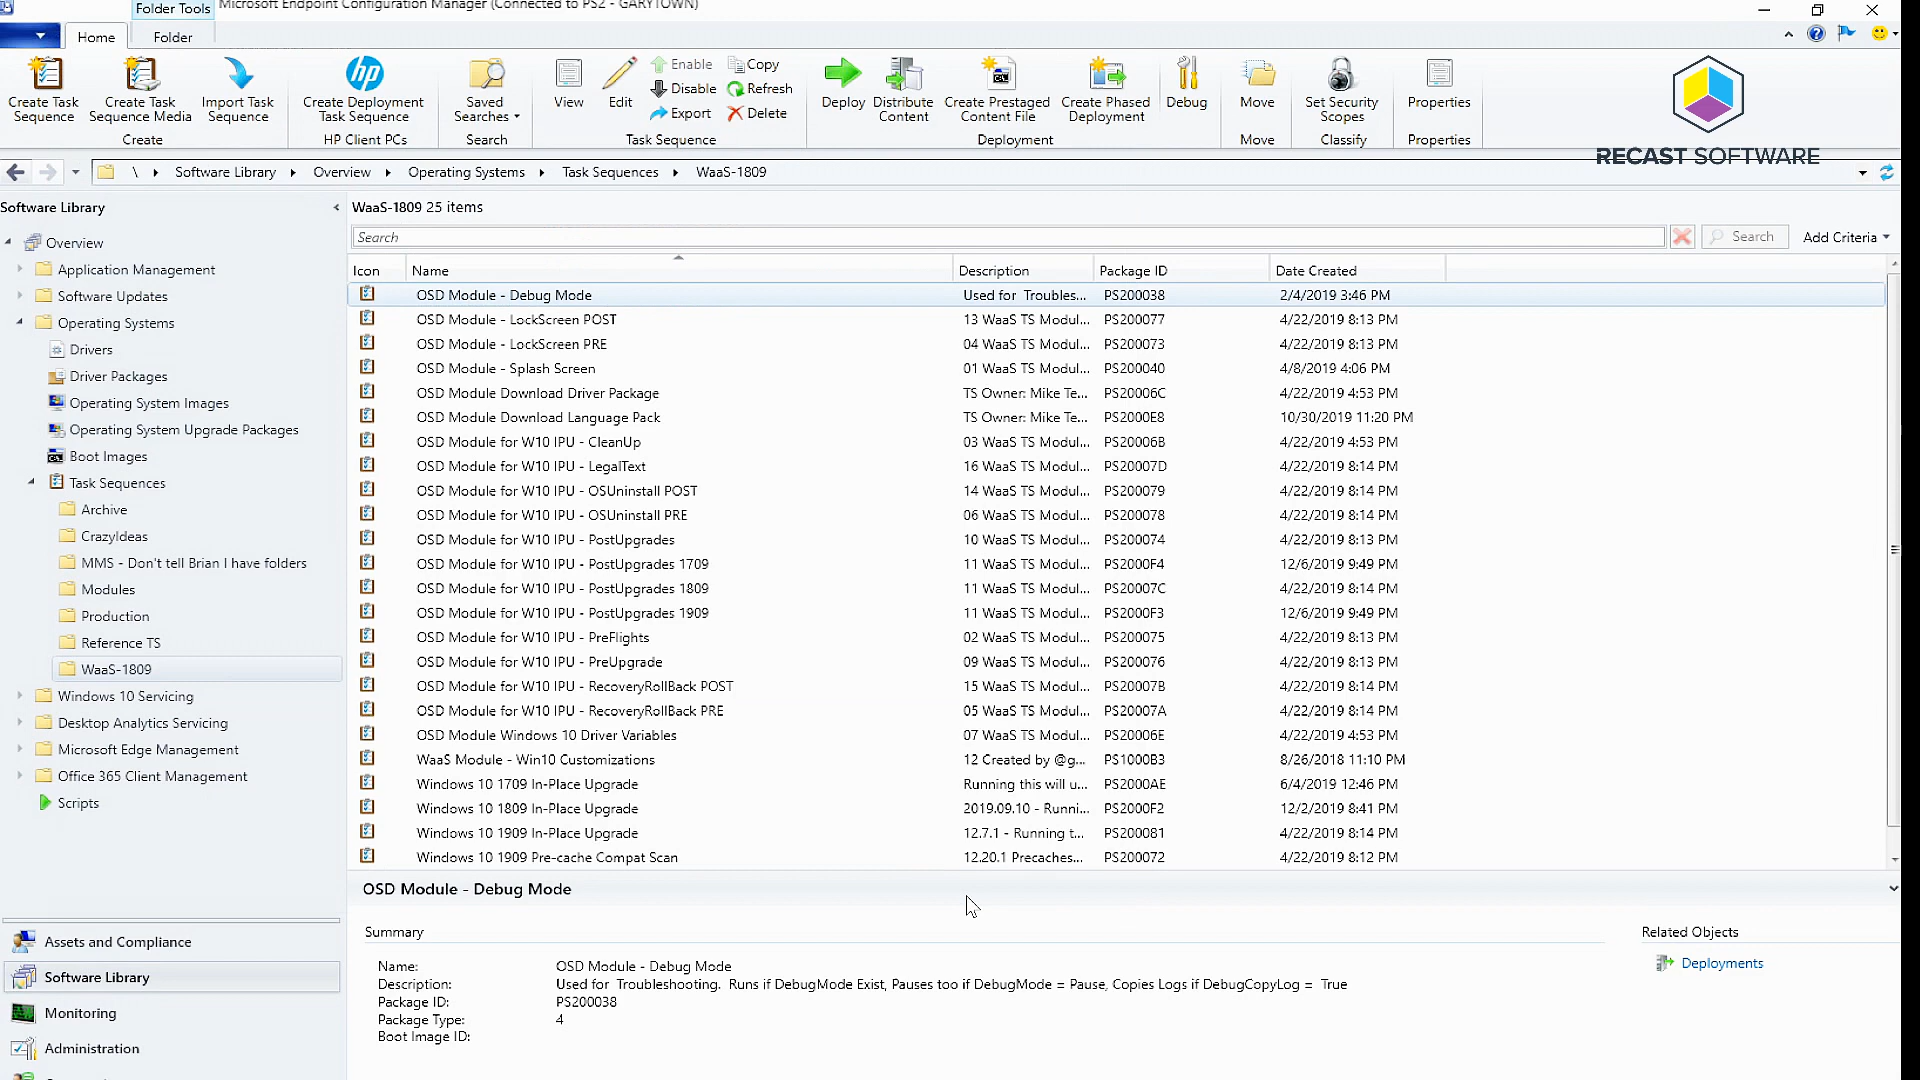 Folder Tools
Microsoft Endpoint Configuration Manager (Connected to PS2 - GARYTOWN)
Home
Folder
Create Task Sequence
Create Task Sequence Media
Import Task Sequence
Create
Create Deployment Task Sequence
HP Client PCs
Saved Searches
Search
View
Edit
Enable
Disable
Export
Copy
Refresh
Delete
Task Sequence
Deploy
Distribute Content
Create Prestaged Content File
Create Phased Deployment
Deployment
Debug
Move
Move
Set Security Scopes
Classify
Properties
Properties
RECAST SOFTWARE
\ Software Library Overview Operating Systems Task Sequences WaaS-1809
Software Library
Overview
Application Management
Software Updates
Operating Systems
Drivers
Driver Packages
Operating System Images
Operating System Upgrade Packages
Boot Images
Task Sequences
Archive
CrazyIdeas
MMS - Don't tell Brian I have folders
Modules
Production
Reference TS
WaaS-1809
Windows 10 Servicing
Desktop Analytics Servicing
Microsoft Edge Management
Office 365 Client Management
Scripts
Assets and Compliance
Software Library
Monitoring
Administration
WaaS-1809 25 items
Search
Search
Add Criteria
Icon Name Description Package ID Date Created
OSD Module - Debug Mode Used for Troubles... PS200038 2/4/2019 3:46 PM
OSD Module - LockScreen POST 13 WaaS TS Modul... PS200077 4/22/2019 8:13 PM
OSD Module - LockScreen PRE 04 WaaS TS Modul... PS200073 4/22/2019 8:13 PM
OSD Module - Splash Screen 01 WaaS TS Modul... PS200040 4/8/2019 4:06 PM
OSD Module Download Driver Package TS Owner: Mike Te... PS20006C 4/22/2019 4:53 PM
OSD Module Download Language Pack TS Owner: Mike Te... PS2000E8 10/30/2019 11:20 PM
OSD Module for W10 IPU - CleanUp 03 WaaS TS Modul... PS20006B 4/22/2019 4:53 PM
OSD Module for W10 IPU - LegalText 16 WaaS TS Modul... PS20007D 4/22/2019 8:14 PM
OSD Module for W10 IPU - OSUninstall POST 14 WaaS TS Modul... PS200079 4/22/2019 8:14 PM
OSD Module for W10 IPU - OSUninstall PRE 06 WaaS TS Modul... PS200078 4/22/2019 8:14 PM
OSD Module for W10 IPU - PostUpgrades 10 WaaS TS Modul... PS200074 4/22/2019 8:13 PM
OSD Module for W10 IPU - PostUpgrades 1709 11 WaaS TS Modul... PS2000F4 12/6/2019 9:49 PM
OSD Module for W10 IPU - PostUpgrades 1809 11 WaaS TS Modul... PS20007C 4/22/2019 8:14 PM
OSD Module for W10 IPU - PostUpgrades 1909 11 WaaS TS Modul... PS2000F3 12/6/2019 9:49 PM
OSD Module for W10 IPU - PreFlights 02 WaaS TS Modul... PS200075 4/22/2019 8:13 PM
OSD Module for W10 IPU - PreUpgrade 09 WaaS TS Modul... PS200076 4/22/2019 8:13 PM
OSD Module for W10 IPU - RecoveryRollBack POST 15 WaaS TS Modul... PS20007B 4/22/2019 8:14 PM
OSD Module for W10 IPU - RecoveryRollBack PRE 05 WaaS TS Modul... PS20007A 4/22/2019 8:14 PM
OSD Module Windows 10 Driver Variables 07 WaaS TS Modul... PS20006E 4/22/2019 4:53 PM
WaaS Module - Win10 Customizations 12 Created by @g... PS1000B3 8/26/2018 11:10 PM
Windows 10 1709 In-Place Upgrade Running this will u... PS2000AE 6/4/2019 12:46 PM
Windows 10 1809 In-Place Upgrade 2019.09.10 - Runni... PS2000F2 12/2/2019 8:41 PM
Windows 10 1909 In-Place Upgrade 12.7.1 - Running t... PS200081 4/22/2019 8:14 PM
Windows 10 1909 Pre-cache Compat Scan 12.20.1 Precaches... PS200072 4/22/2019 8:12 PM
OSD Module - Debug Mode
Summary
Name: OSD Module - Debug Mode
Description: Used for Troubleshooting. Runs if DebugMode Exist, Pauses too if DebugMode = Pause, Copies Logs if DebugCopyLog = True
Package ID: PS200038
Package Type: 4
Boot Image ID:
Related Objects
Deployments